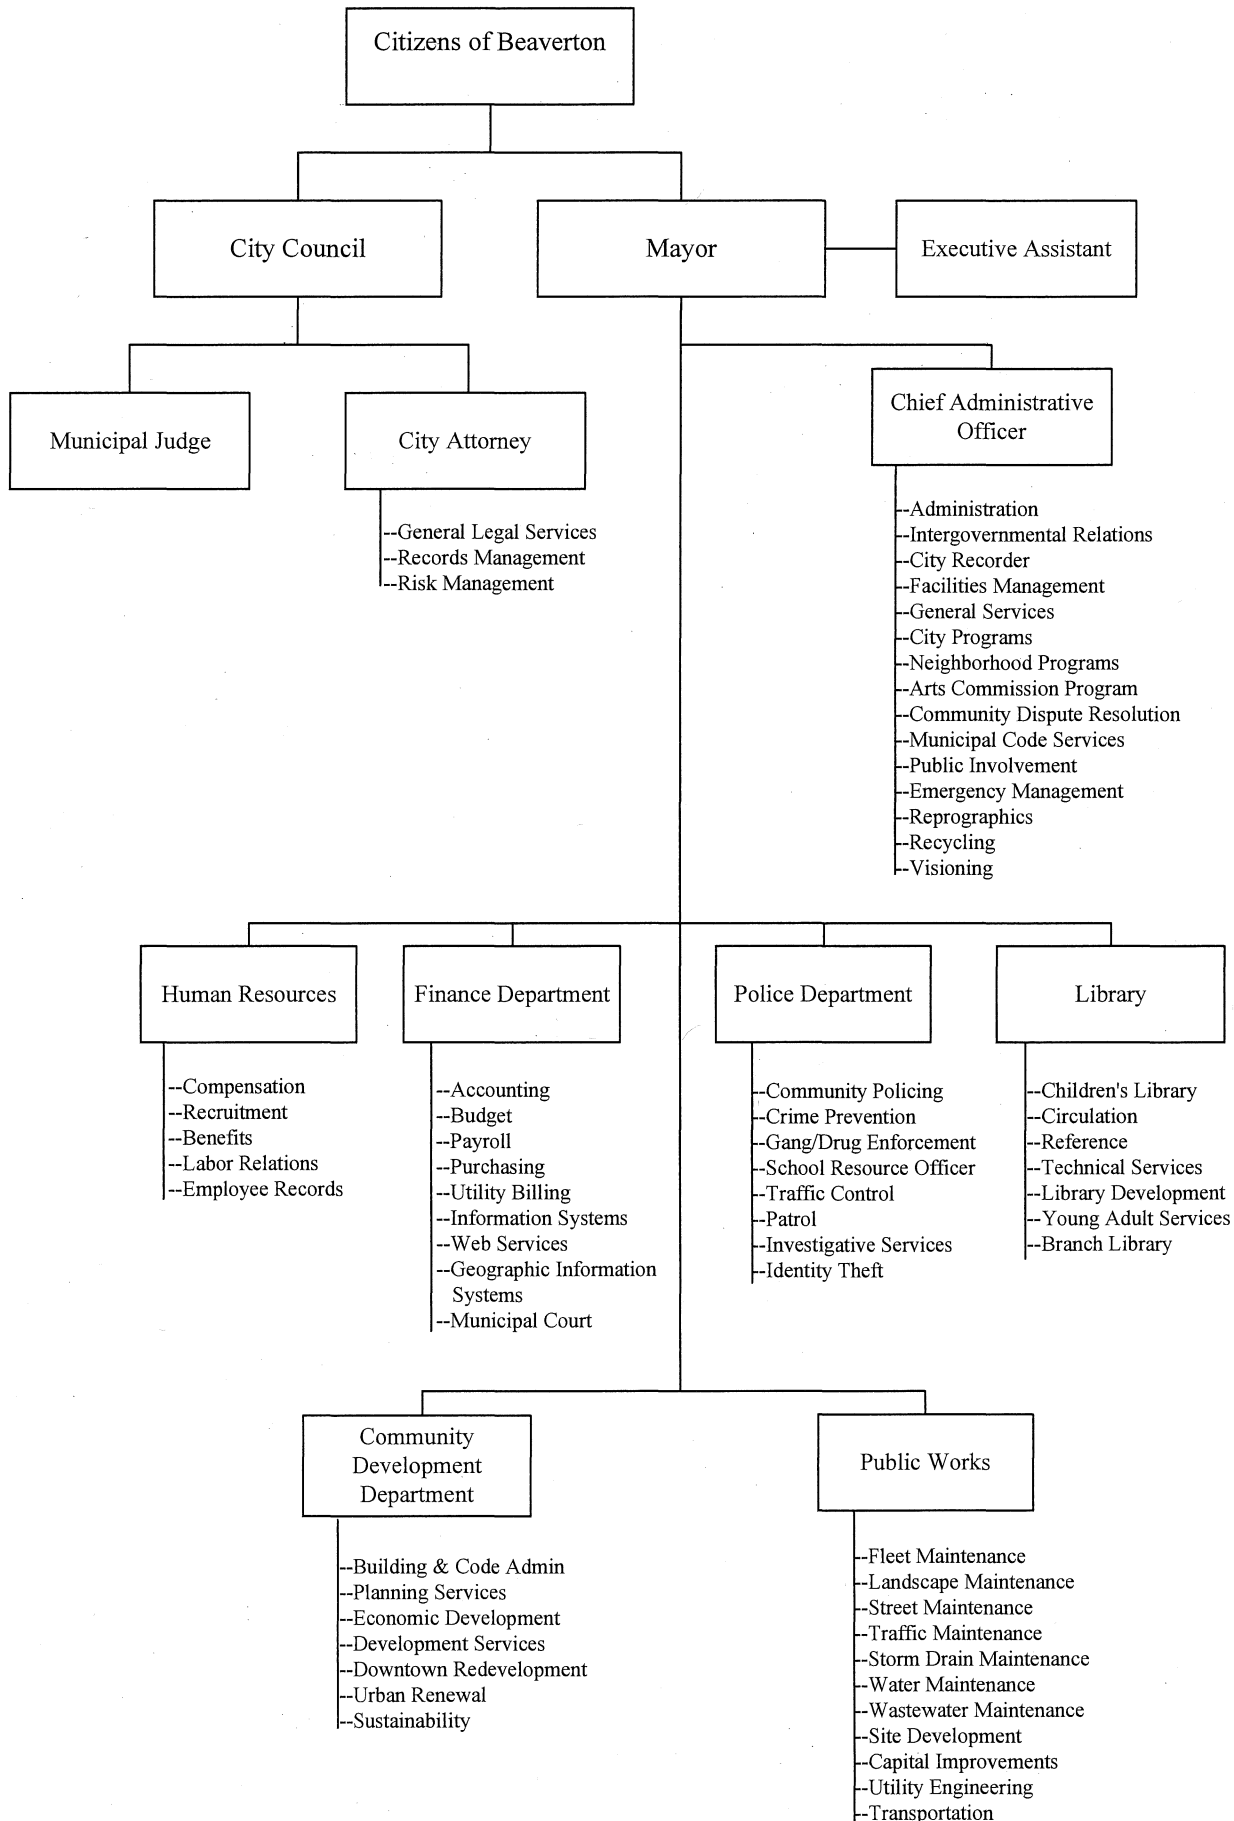 Citizens of Beaverton
City Council
Mayor
Executive Assistant
Municipal Judge
City Attorney
--General Legal Services
--Records Management
--Risk Management
Chief Administrative
Officer
--Administration
--Intergovernmental Relations
--City Recorder
--Facilities Management
--General Services
--City Programs
--Neighborhood Programs
--Arts Commission Program
--Community Dispute Resolution
--Municipal Code Services
--Public Involvement
--Emergency Management
--Reprographics
--Recycling
--Visioning
Human Resources
--Compensation
--Recruitment
--Benefits
--Labor Relations
--Employee Records
Finance Department
--Accounting
--Budget
--Payroll
--Purchasing
--Utility Billing
--Information Systems
--Web Services
--Geographic Information
Systems
--Municipal Court
Police Department
--Community Policing
--Crime Prevention
--Gang/Drug Enforcement
--School Resource Officer
--Traffic Control
--Patrol
--Investigative Services
--Identity Theft
Library
--Children's Library
--Circulation
--Reference
--Technical Services
--Library Development
--Young Adult Services
--Branch Library
Community
Development
Department
--Building & Code Admin
--Planning Services
--Economic Development
--Development Services
--Downtown Redevelopment
--Urban Renewal
--Sustainability
Public Works
--Fleet Maintenance
--Landscape Maintenance
--Street Maintenance
--Traffic Maintenance
--Storm Drain Maintenance
--Water Maintenance
--Wastewater Maintenance
--Site Development
--Capital Improvements
--Utility Engineering
--Transportation